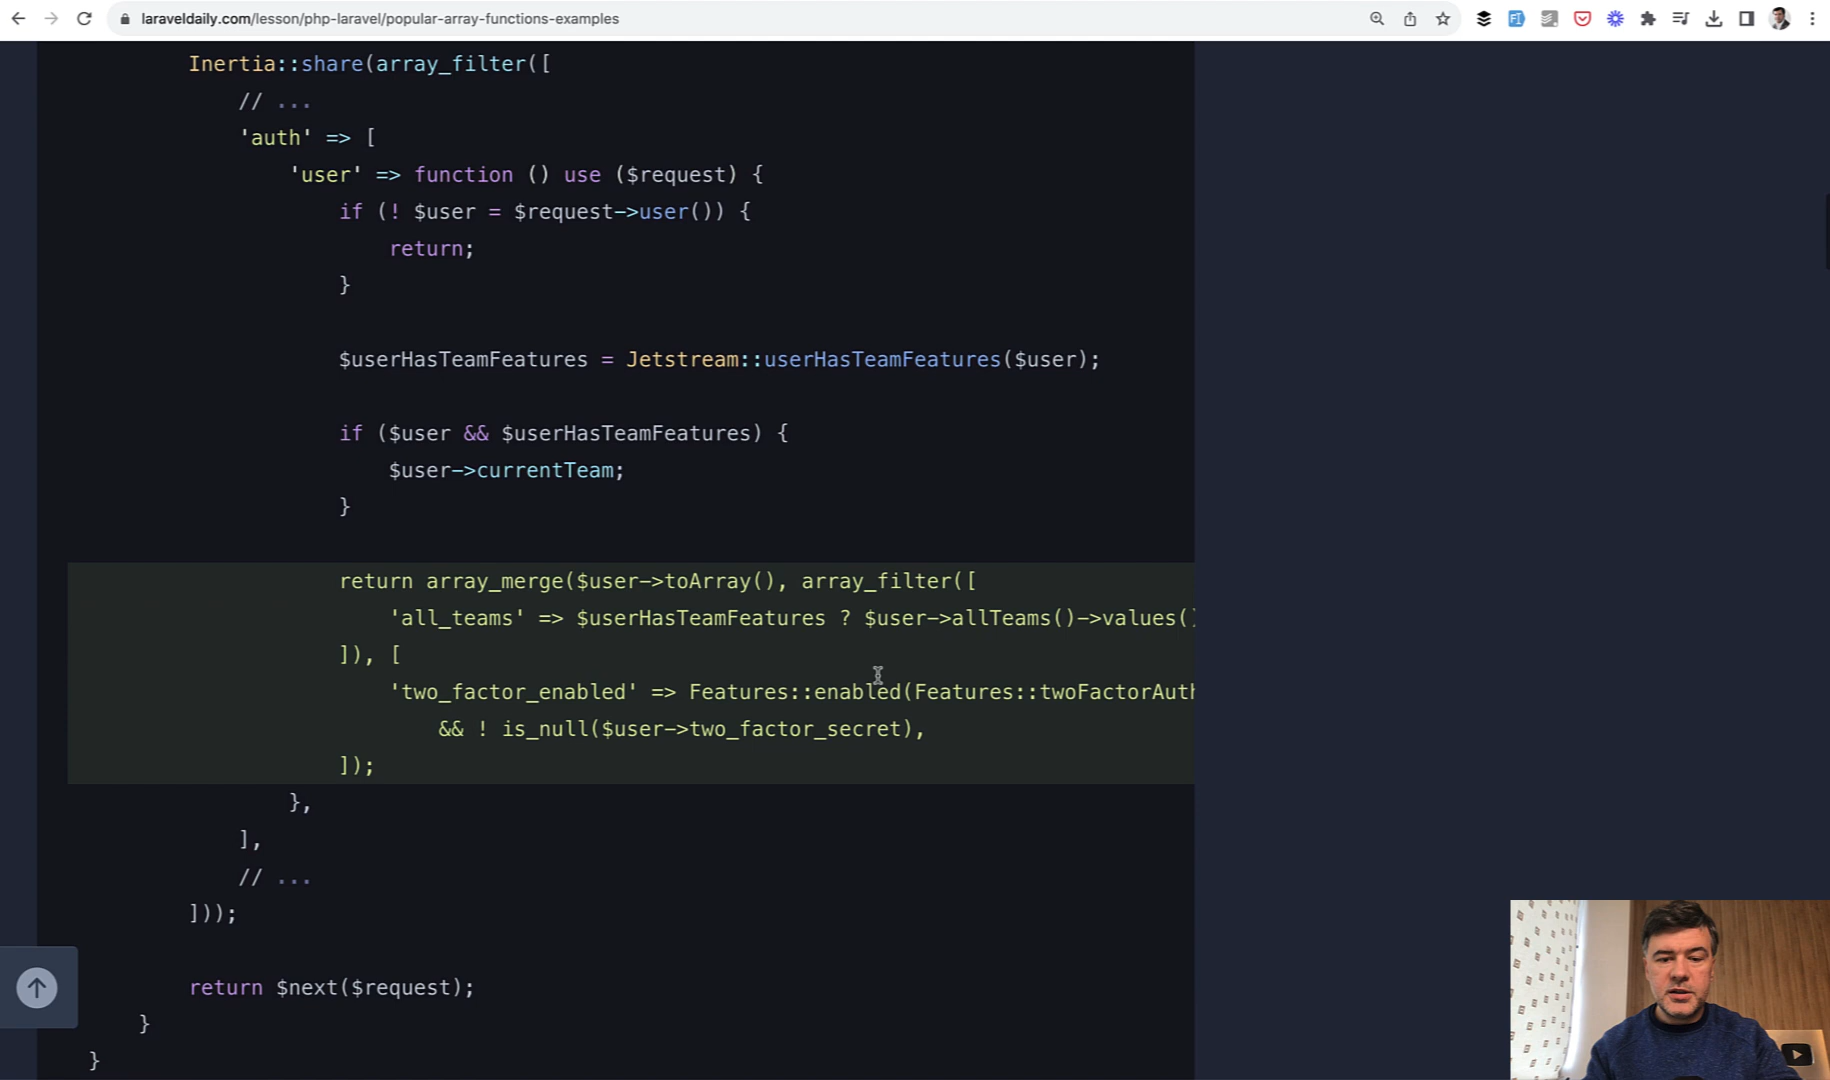 laraveldaily.com/lesson/php-laravel/popular-array-functions-examples
Inertia::share(array_filter([
// ...
'auth' => [
'user' => function () use ($request) {
if (! $user = $request->user()) {
return;
}
$userHasTeamFeatures = Jetstream::userHasTeamFeatures($user);
if ($user && $userHasTeamFeatures) {
$user->currentTeam;
}
return array_merge($user->toArray(), array_filter([
'all_teams' => $userHasTeamFeatures ? $user->allTeams()->values()
]), [
'two_factor_enabled' => Features::enabled(Features::twoFactorAuth
&& ! is_null($user->two_factor_secret),
]);
},
],
// ...
]));
return $next($request);
}
}